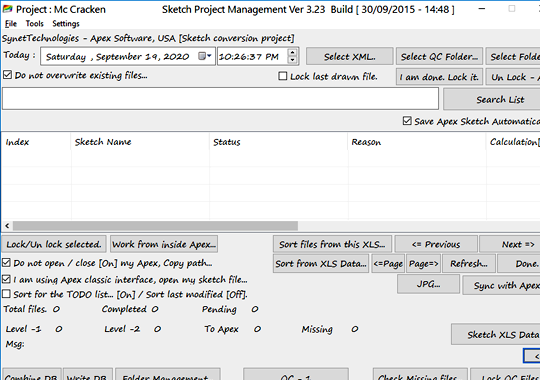 Project : Mc Cracken Sketch Project Management Ver 3.23 Build [ 30/09/2015 - 14:48 ]
File Tools Settings
SynetTechnologies - Apex Software, USA [Sketch conversion project]
Today : Saturday , September 19, 2020 10:26:37 PM Select XML.. Select QC Folder... Select Folde
Do not overwrite existing files... Lock last drawn file. I am done. Lock it. Un Lock - A
Search List
Save Apex Sketch Automatica
Index Sketch Name Status Reason Calculation[
Lock/Un lock selected. Work from inside Apex... Sort files from this XLS... <= Previous Next =>
Do not open / close [On] my Apex, Copy path... Sort from XLS Data... <=Page Page=> Refresh... Done.
I am using Apex classic interface, open my sketch file... JPG... Sync with Apex
Sort for the TODO list... [On] / Sort last modified [Off].
Total files. 0 Completed 0 Pending 0
Level -1 0 Level -2 0 To Apex 0 Missing 0 Sketch XLS Data
Msg: <
Combine DB Write DB Folder Management QC - 1 Check Missing files Lock QC Files